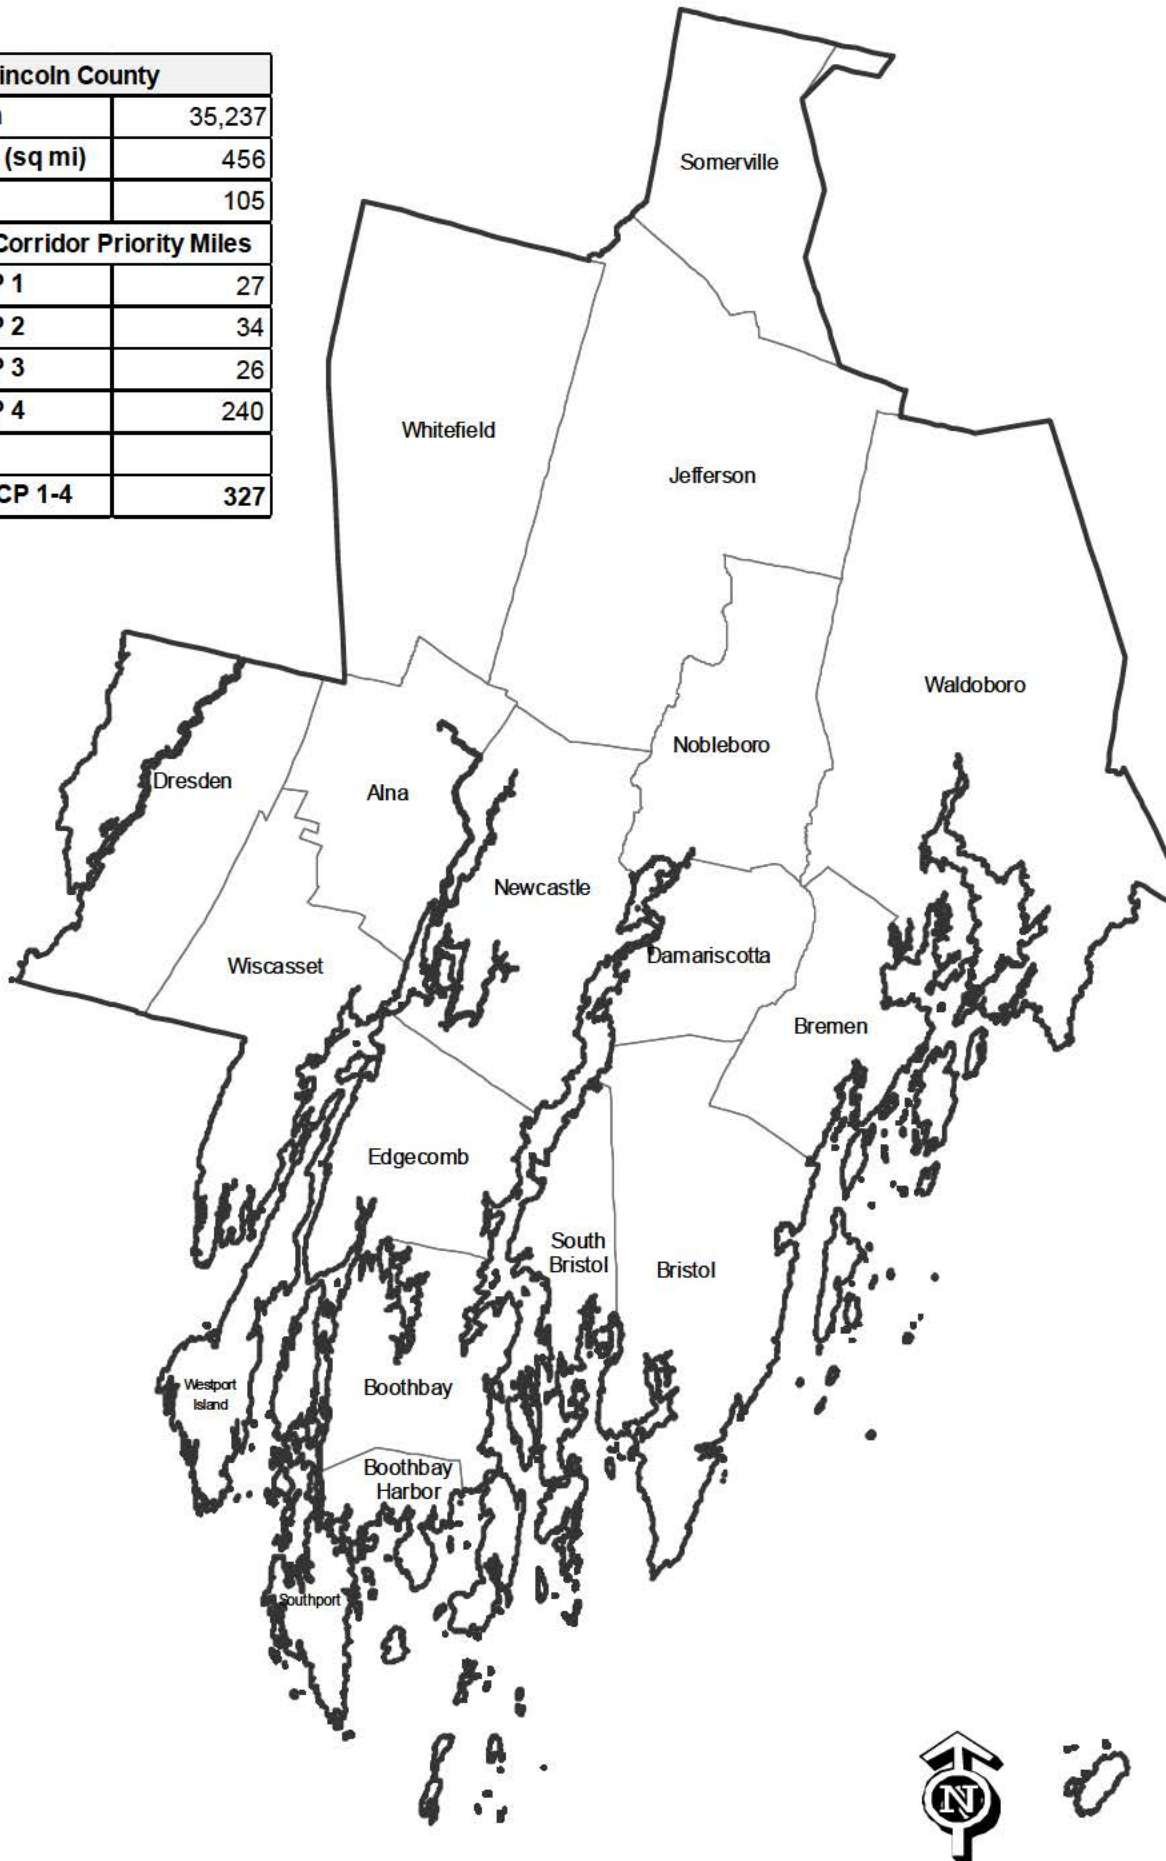 incoln County
35,237
(sq mi) 456
105
Corridor Priority Miles
P 1 27
P 2 34
P 3 26
P 4 240
CP 1-4 327
Somerville
Whitefield
Jefferson
Waldoboro
Nobleboro
Dresden
Alna
Newcastle
Damariscotta
Wiscasset
Bremen
Edgecomb
South
Bristol
Bristol
Westport
Island
Boothbay
Boothbay
Harbor
Southport
N